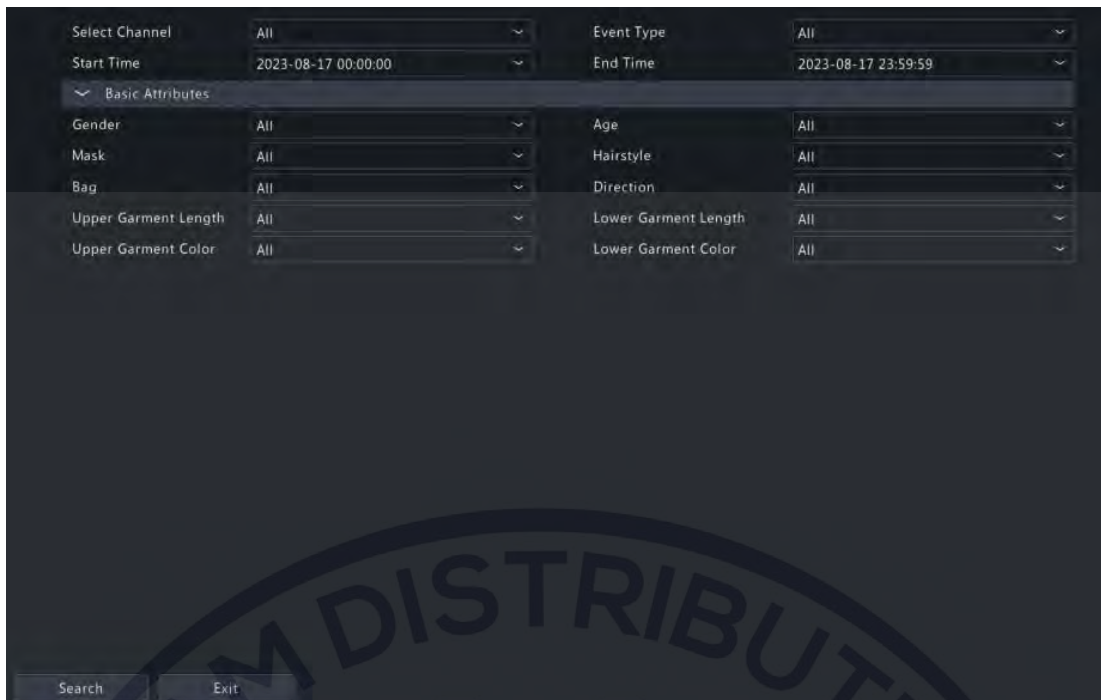 Select Channel All Event Type All
Start Time 2023-08-17 00:00:00 End Time 2023-08-17 23:59:59
Basic Attributes
Gender All Age All
Mask All Hairstyle All
Bag All Direction All
Upper Garment Length All Lower Garment Length All
Upper Garment Color All Lower Garment Color All
DISTRIBUT
Search Exit